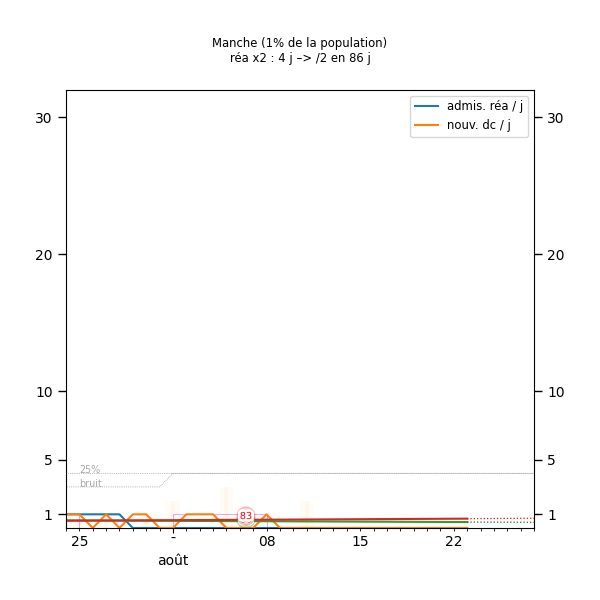 Manche (1% de la population)
réa x2 : 4 j –> /2 en 86 j
admis. réa / j
nouv. dc / j
30 30
20 20
10 10
5 5
25%
bruit
1 83 1
25 - 08 15 22
août